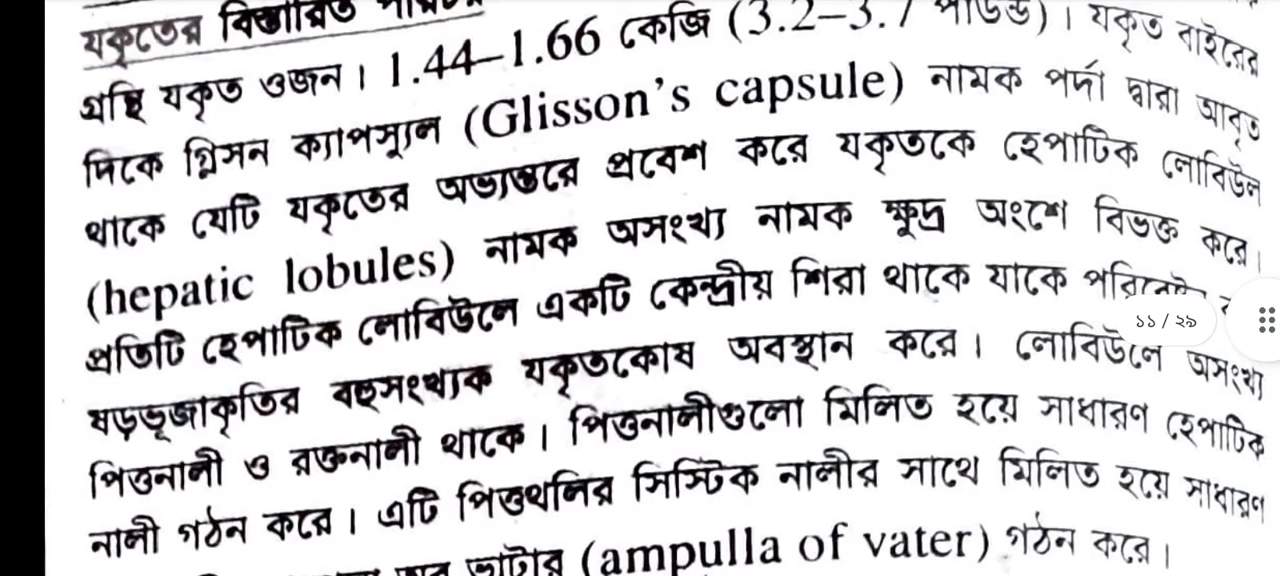 যকৃতের বিস্তারিত
গ্রন্থি যকৃত ওজন। 1.44–1.66 কেজি (3.2–3.7 পাউন্ড)। যকৃত বাইরের
দিকে গ্লিসন ক্যাপস্যুল (Glisson's capsule) নামক পর্দা দ্বারা আবৃত
থাকে যেটি যকৃতের অভ্যন্তরে প্রবেশ করে যকৃতকে হেপাটিক লোবিউল
(hepatic lobules) নামক অসংখ্য নামক ক্ষুদ্র অংশে বিভক্ত করে।
প্রতিটি হেপাটিক লোবিউলে একটি কেন্দ্রীয় শিরা থাকে যাকে
১১ / ২৯
ষড়ভূজাকৃতির বহুসংখ্যক যকৃতকোষ অবস্থান করে। লোবিউলে অসংখ্য
পিত্তনালী ও রক্তনালী থাকে। পিত্তনালীগুলো মিলিত হয়ে সাধারণ হেপাটিক
নালী গঠন করে। এটি পিত্তথলির সিস্টিক নালীর সাথে মিলিত হয়ে সাধারণ
ভ্যাটার (ampulla of vater) গঠন করে।